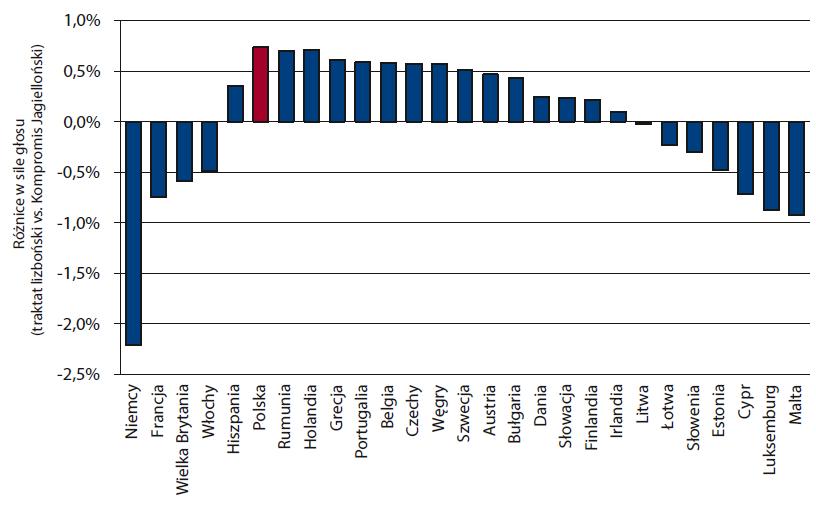 Różnice w sile głosu
(traktat lizboński vs. Kompromis Jagielloński)
1,0%
0,5%
0,0%
-0,5%
-1,0%
-1,5%
-2,0%
-2,5%
Niemcy
Francja
Wielka Brytania
Włochy
Hiszpania
Polska
Rumunia
Holandia
Grecja
Portugalia
Belgia
Czechy
Węgry
Szwecja
Austria
Bułgaria
Dania
Słowacja
Finlandia
Irlandia
Litwa
Łotwa
Słowenia
Estonia
Cypr
Luksemburg
Malta